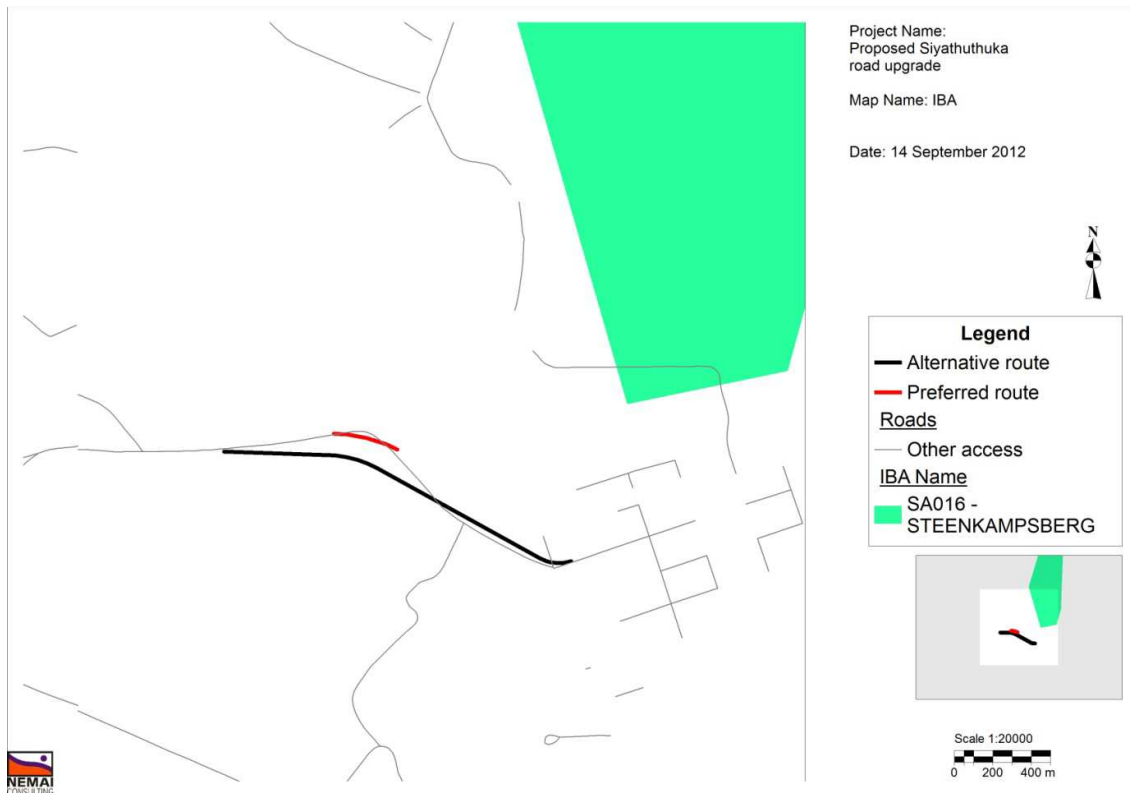 Project Name:
Proposed Siyathuthuka
road upgrade
Map Name: IBA
Date: 14 September 2012
N
Legend
Alternative route
Preferred route
Roads
Other access
IBA Name
SA016 -
STEENKAMPSBERG
Scale 1:20000
0 200 400 m
NEMAI
CONSULTING